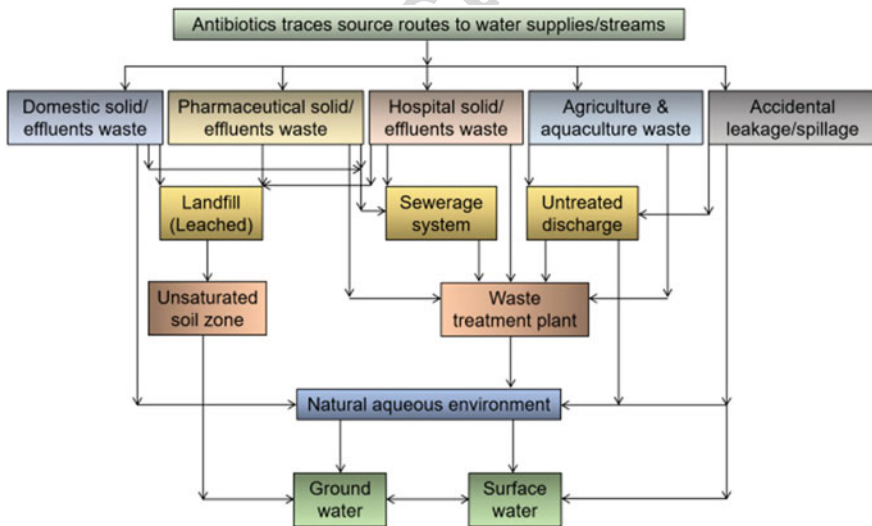 Antibiotics traces source routes to water supplies/streams
Domestic solid/
effluents waste
Pharmaceutical solid/
effluents waste
Hospital solid/
effluents waste
Agriculture &
aquaculture waste
Accidental
leakage/spillage
Landfill
(Leached)
Sewerage
system
Untreated
discharge
Unsaturated
soil zone
Waste
treatment plant
Natural aqueous environment
Ground
water
Surface
water